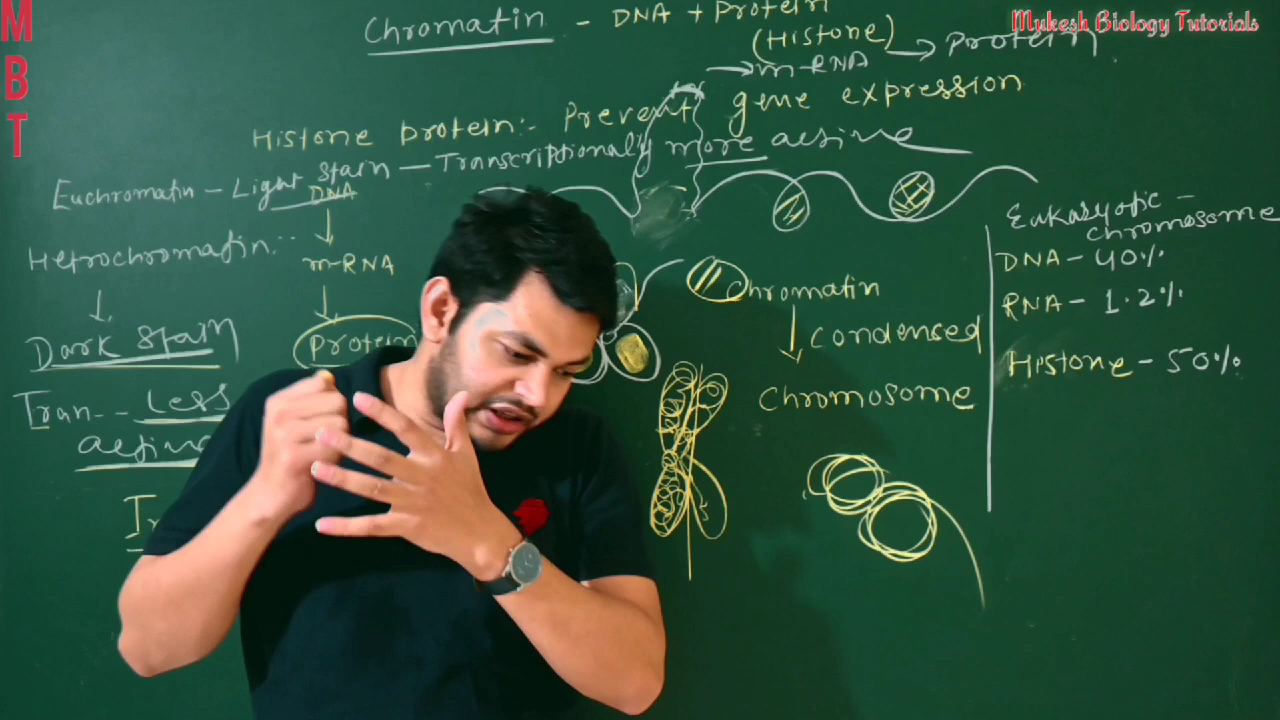 M
B
T
Mukesh Biology Tutorials
Chromatin - DNA + Protein
(Histone)
→ m-RNA → Protein
Histone protein:- Prevent gene expression
Euchromatin - Light stain - Transcriptionally more active
DNA
↓
m-RNA
↓
Protein
Hetrochromatin:-
↓
Dark stain
Tran-- Less
active
Chromatin
↓ Condensed
Chromosome
Eukaryotic -
chromosome
DNA - 40%
RNA - 1.2%
Histone - 50%